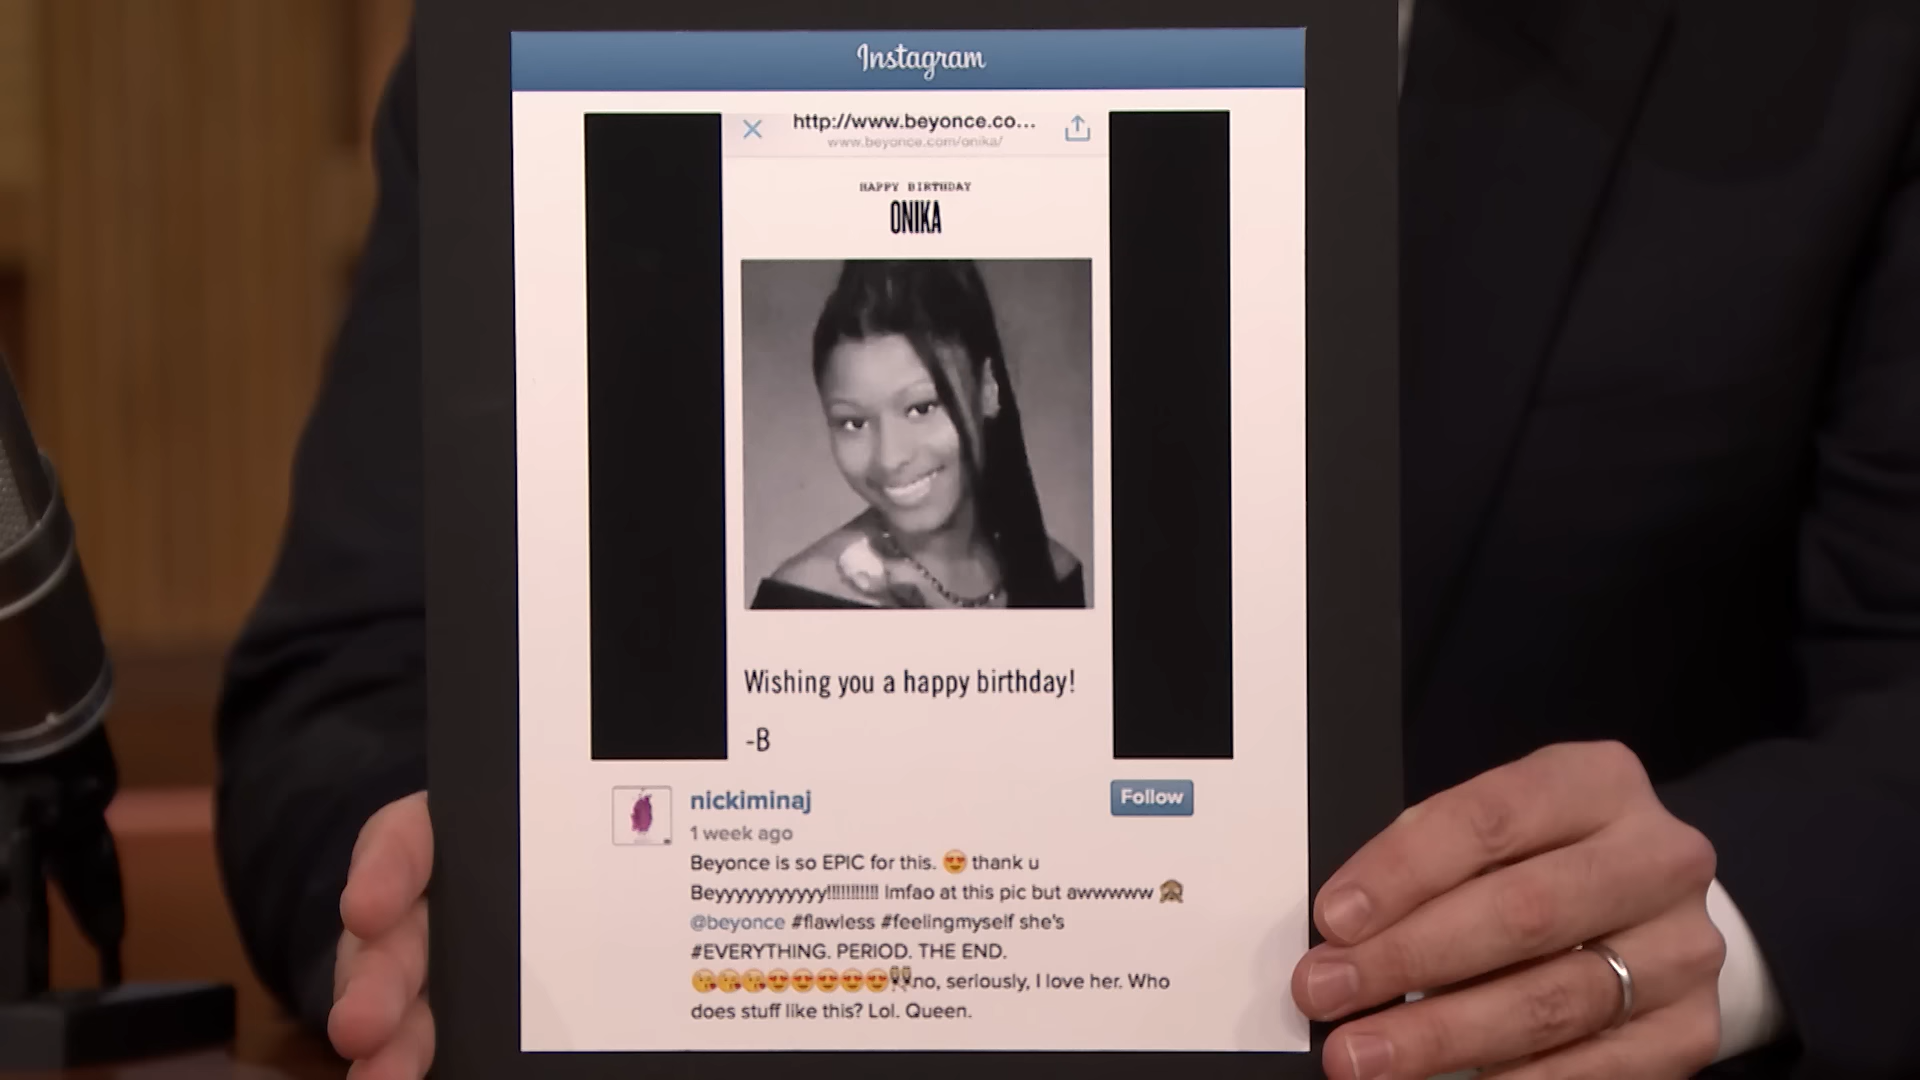 Instagram
http://www.beyonce.co...
www.beyonce.com/onika/
HAPPY BIRTHDAY
ONIKA
Wishing you a happy birthday!
-B
nickiminaj
Follow
1 week ago
Beyonce is so EPIC for this. 😍 thank u
Beyyyyyyyyyyy!!!!!!!!!!! lmfao at this pic but awwwww 🙈
@beyonce #flawless #feelingmyself she's
#EVERYTHING. PERIOD. THE END.
😘😘😘😍😍😍😍😍👯no, seriously, I love her. Who
does stuff like this? Lol. Queen.